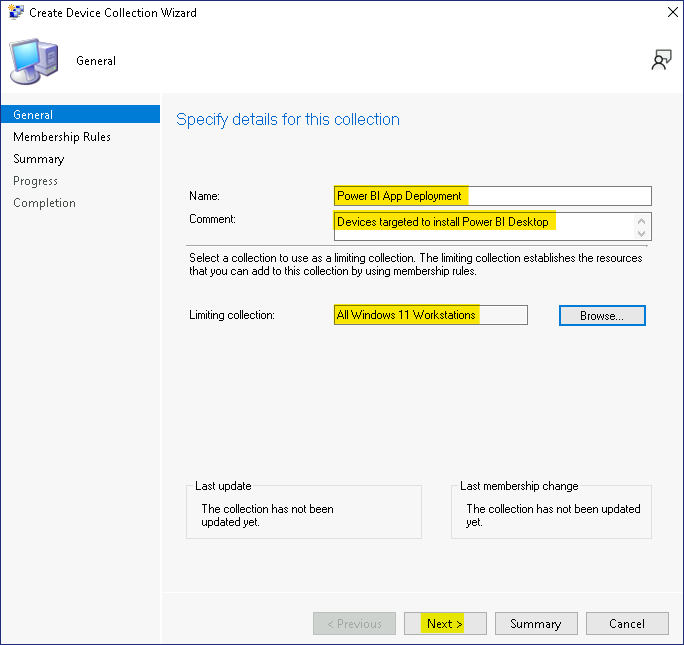 Create Device Collection Wizard
General
General
Membership Rules
Summary
Progress
Completion
Specify details for this collection
Name: Power BI App Deployment
Comment: Devices targeted to install Power BI Desktop
Select a collection to use as a limiting collection. The limiting collection establishes the resources
that you can add to this collection by using membership rules.
Limiting collection: All Windows 11 Workstations Browse...
Last update
The collection has not been
updated yet.
Last membership change
The collection has not been updated
yet.
< Previous Next > Summary Cancel